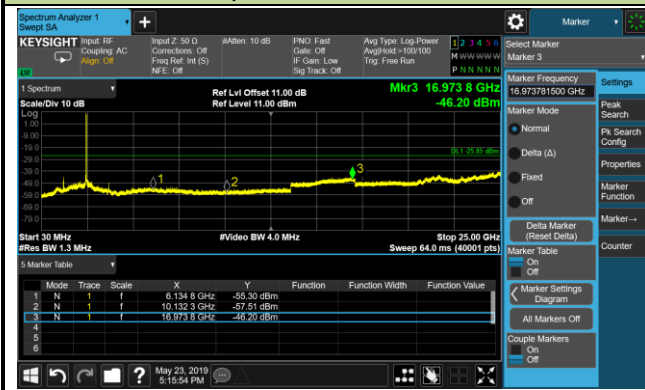 Spectrum Analyzer 1
Swept SA
Marker
KEYSIGHT
Input: RF
Coupling: AC
Align: Off
Input Z: 50 Ω
Corrections: Off
Freq Ref: Int (S)
NFE: Off
#Atten: 10 dB
PNO: Fast
Gate: Off
IF Gain: Low
Sig Track: Off
Avg Type: Log-Power
Avg|Hold:>100/100
Trig: Free Run
1 2 3 4 5 6
M W W W W W
P N N N N N
LXI
Select Marker
Marker 3
1 Spectrum
Scale/Div 10 dB
Ref Lvl Offset 11.00 dB
Ref Level 11.00 dBm
Mkr3 16.973 8 GHz
-46.20 dBm
Log
1.00
-9.00
-19.0
-29.0
-39.0
-49.0
-59.0
-69.0
-79.0
DL1 -25.65 dBm
1
2
3
Start 30 MHz
#Res BW 1.3 MHz
#Video BW 4.0 MHz
Stop 25.00 GHz
Sweep 64.0 ms (40001 pts)
5 Marker Table
Mode Trace Scale X Y Function Function Width Function Value
1 N 1 f 6.134 8 GHz -55.30 dBm
2 N 1 f 10.132 3 GHz -57.51 dBm
3 N 1 f 16.973 8 GHz -46.20 dBm
4
5
6
Marker Frequency
16.973781500 GHz
Marker Mode
Normal
Delta (Δ)
Fixed
Off
Delta Marker
(Reset Delta)
Marker Table
On
Off
Marker Settings
Diagram
All Markers Off
Couple Markers
On
Off
Settings
Peak
Search
Pk Search
Config
Properties
Marker
Function
Marker→
Counter
May 23, 2019
5:15:54 PM